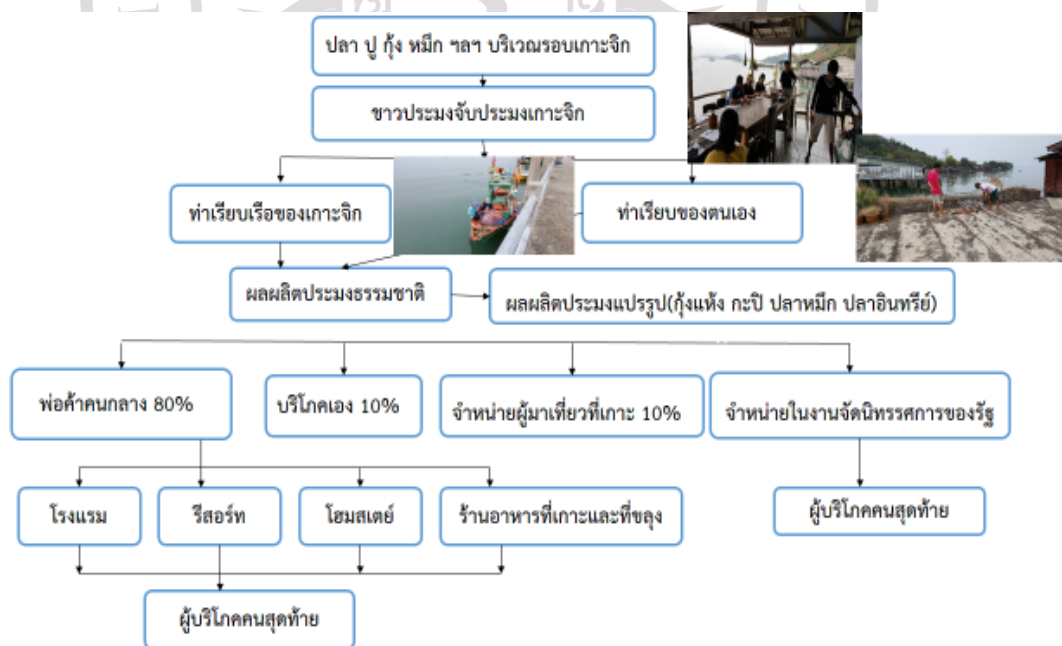 ปลา ปู กุ้ง หมึก ฯลฯ บริเวณรอบเกาะจิก
ชาวประมงจับประมงเกาะจิก
ท่าเรียบเรือของเกาะจิก
ท่าเรียบของตนเอง
ผลผลิตประมงธรรมชาติ
ผลผลิตประมงแปรรูป(กุ้งแห้ง กะปิ ปลาหมึก ปลาอินทรีย์)
พ่อค้าคนกลาง 80%
บริโภคเอง 10%
จำหน่ายผู้มาเที่ยวที่เกาะ 10%
จำหน่ายในงานจัดนิทรรศการของรัฐ
โรงแรม
รีสอร์ท
โฮมสเตย์
ร้านอาหารที่เกาะและที่ขลุง
ผู้บริโภคคนสุดท้าย
ผู้บริโภคคนสุดท้าย